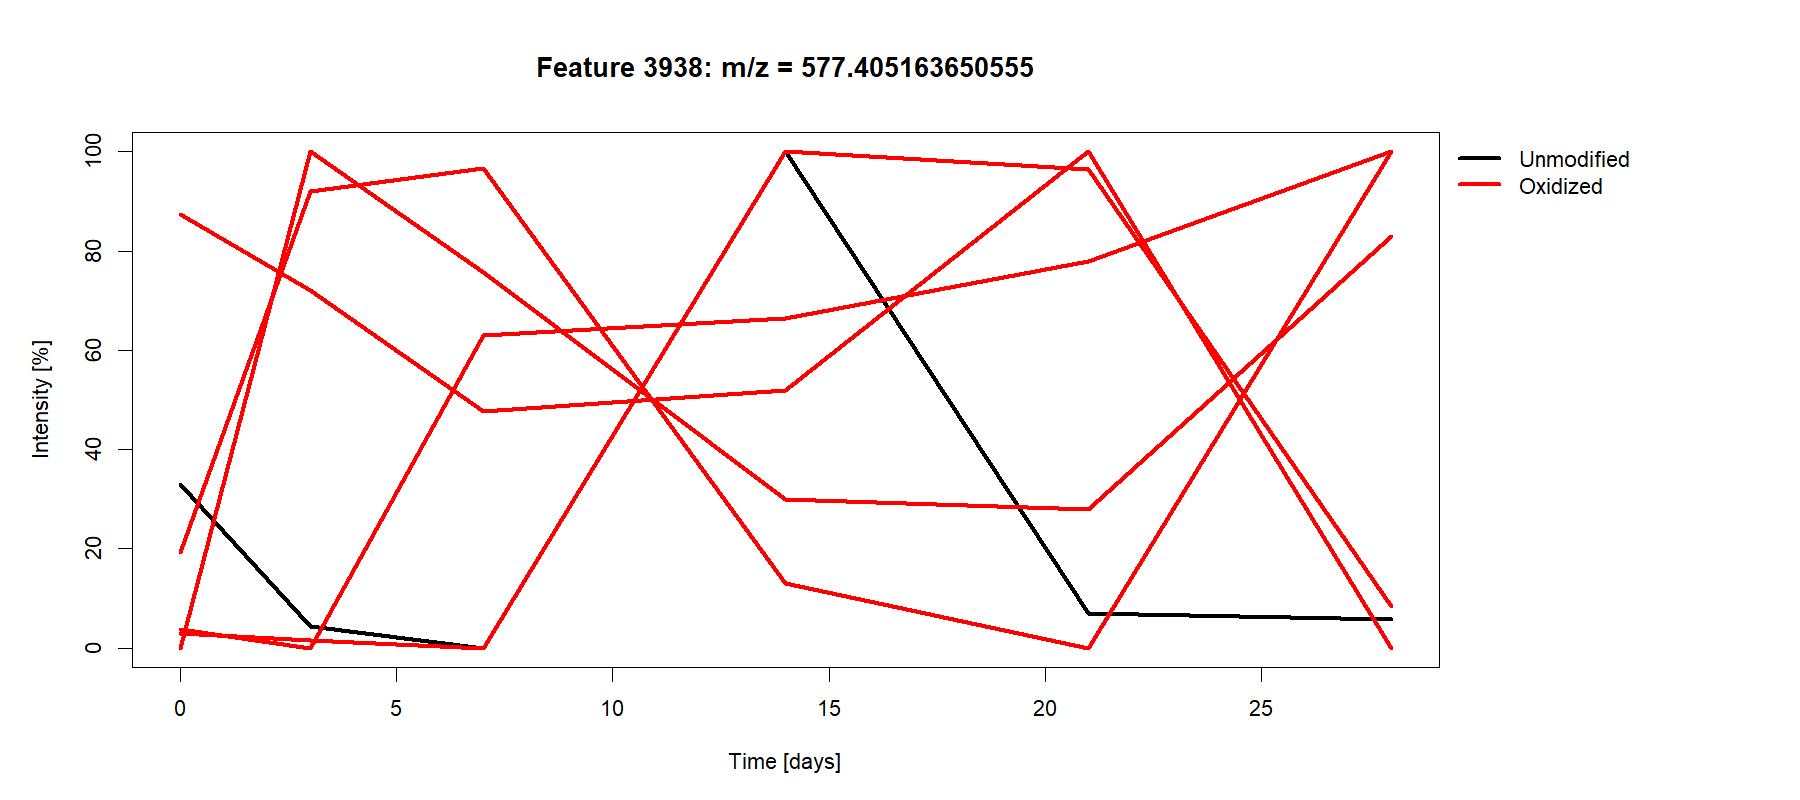 Feature 3938: m/z = 577.405163650555
Unmodified
Oxidized
Intensity [%]
100
80
60
40
20
0
0 5 10 15 20 25
Time [days]